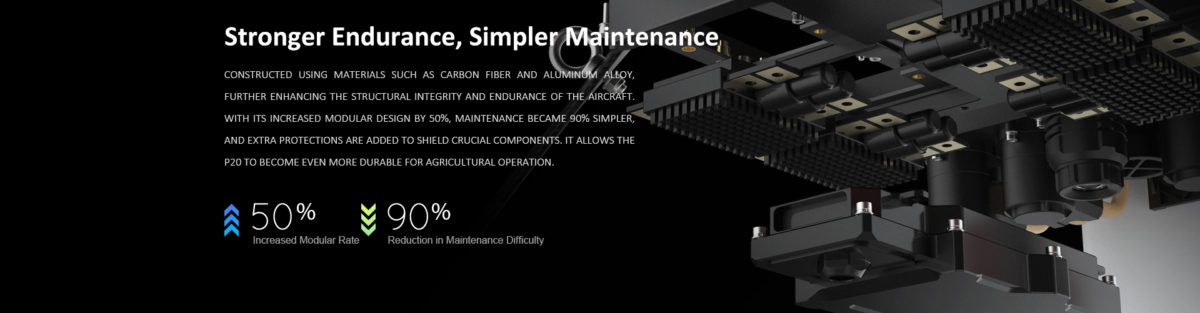 Stronger Endurance, Simpler Maintenance
CONSTRUCTED USING MATERIALS SUCH AS CARBON FIBER AND ALUMINUM ALLOY,
FURTHER ENHANCING THE STRUCTURAL INTEGRITY AND ENDURANCE OF THE AIRCRAFT.
WITH ITS INCREASED MODULAR DESIGN BY 50%, MAINTENANCE BECAME 90% SIMPLER,
AND EXTRA PROTECTIONS ARE ADDED TO SHIELD CRUCIAL COMPONENTS. IT ALLOWS THE
P20 TO BECOME EVEN MORE DURABLE FOR AGRICULTURAL OPERATION.
50% 90%
Increased Modular Rate Reduction in Maintenance Difficulty